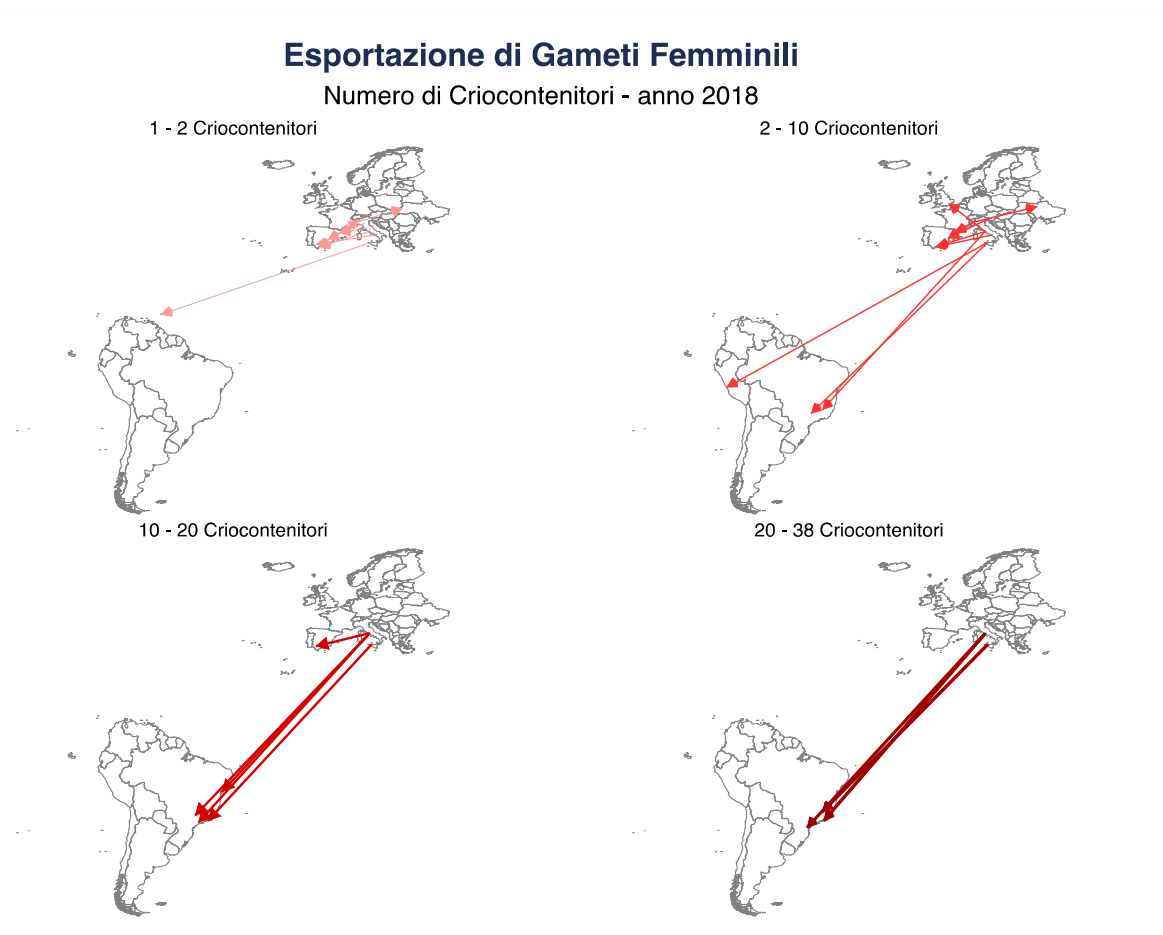 Esportazione di Gameti Femminili
Numero di Criocontenitori - anno 2018
1 - 2 Criocontenitori
2 - 10 Criocontenitori
10 - 20 Criocontenitori
20 - 38 Criocontenitori